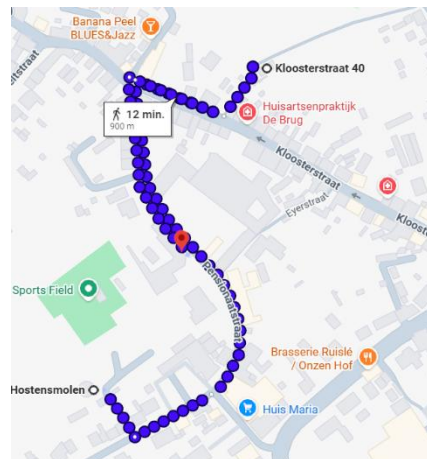 Banana Peel
BLUES&Jazz
Kloosterstraat 40
Huisartsenpraktijk
De Brug
12 min.
900 m
Kloosterstraat
Eyerstraat
Pensionaatstraat
Sports Field
Brasserie Ruislé
/ Onzen Hof
Hostensmolen
Huis Maria